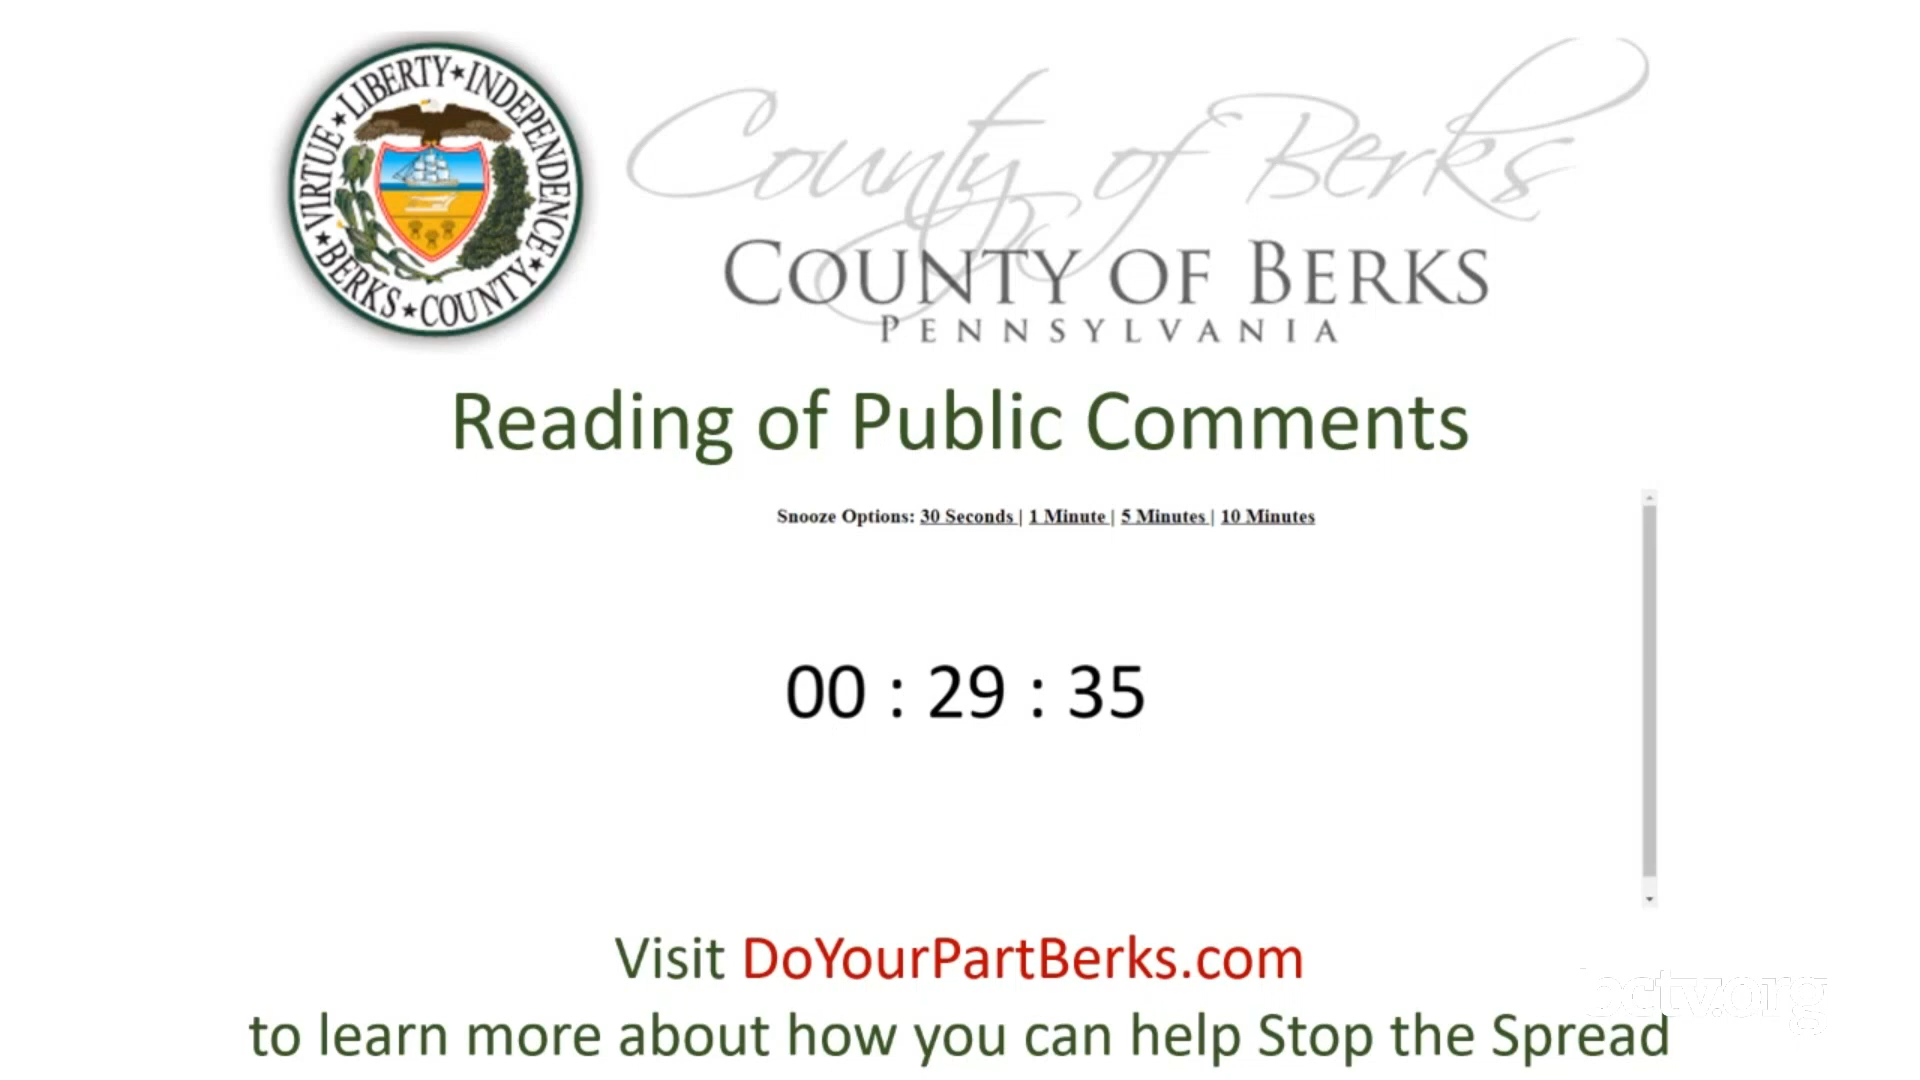 VIRTUE ★ LIBERTY ★ INDEPENDENCE ★ BERKS ★ COUNTY ★
County of Berks
COUNTY OF BERKS
PENNSYLVANIA
Reading of Public Comments
Snooze Options: 30 Seconds | 1 Minute | 5 Minutes | 10 Minutes
00 : 29 : 35
Visit DoYourPartBerks.com
bctv.org
to learn more about how you can help Stop the Spread